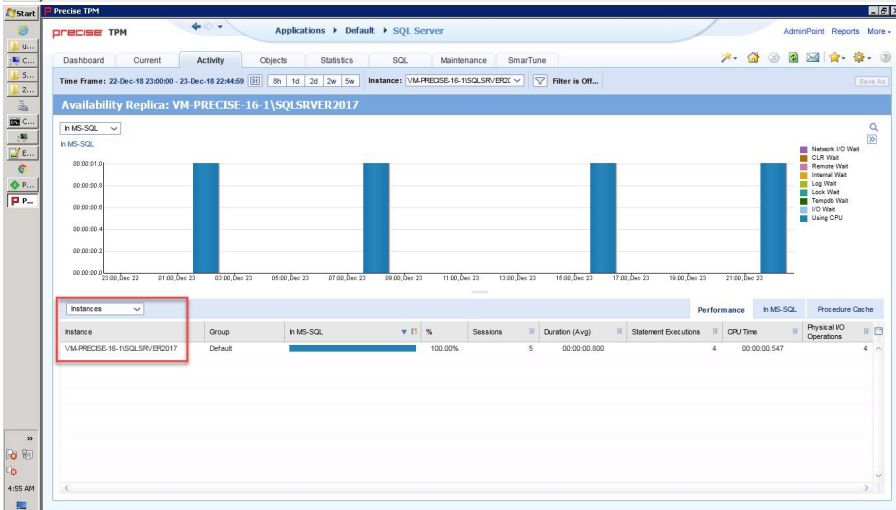 Start
Precise TPM
u...
C...
S...
2...
C...
E...
P...
P...
4:55 AM
precise TPM
Applications Default SQL Server
AdminPoint Reports More
Dashboard Current Activity Objects Statistics SQL Maintenance SmarTune
Time Frame: 22-Dec-18 23:00:00 - 23-Dec-18 22:44:59 8h 1d 2d 2w 5w Instance: VM-PRECISE-16-1\SQLSRVER20 Filter is Off... Save As
Availability Replica: VM-PRECISE-16-1\SQLSRVER2017
In MS-SQL
In MS-SQL
00:00:01.0
00:00:00.8
00:00:00.6
00:00:00.4
00:00:00.2
00:00:00.0
23:00,Dec 22 01:00,Dec 23 03:00,Dec 23 05:00,Dec 23 07:00,Dec 23 09:00,Dec 23 11:00,Dec 23 13:00,Dec 23 15:00,Dec 23 17:00,Dec 23 19:00,Dec 23 21:00,Dec 23
Network I/O Wait
CLR Wait
Remote Wait
Internal Wait
Log Wait
Lock Wait
Tempdb Wait
I/O Wait
Using CPU
Instances
Performance In MS-SQL Procedure Cache
Instance Group In MS-SQL % Sessions Duration (Avg) Statement Executions CPU Time Physical I/O Operations
VM-PRECISE-16-1\SQLSRVER2017 Default 100.00% 5 00:00:00.800 4 00:00:00.547 4